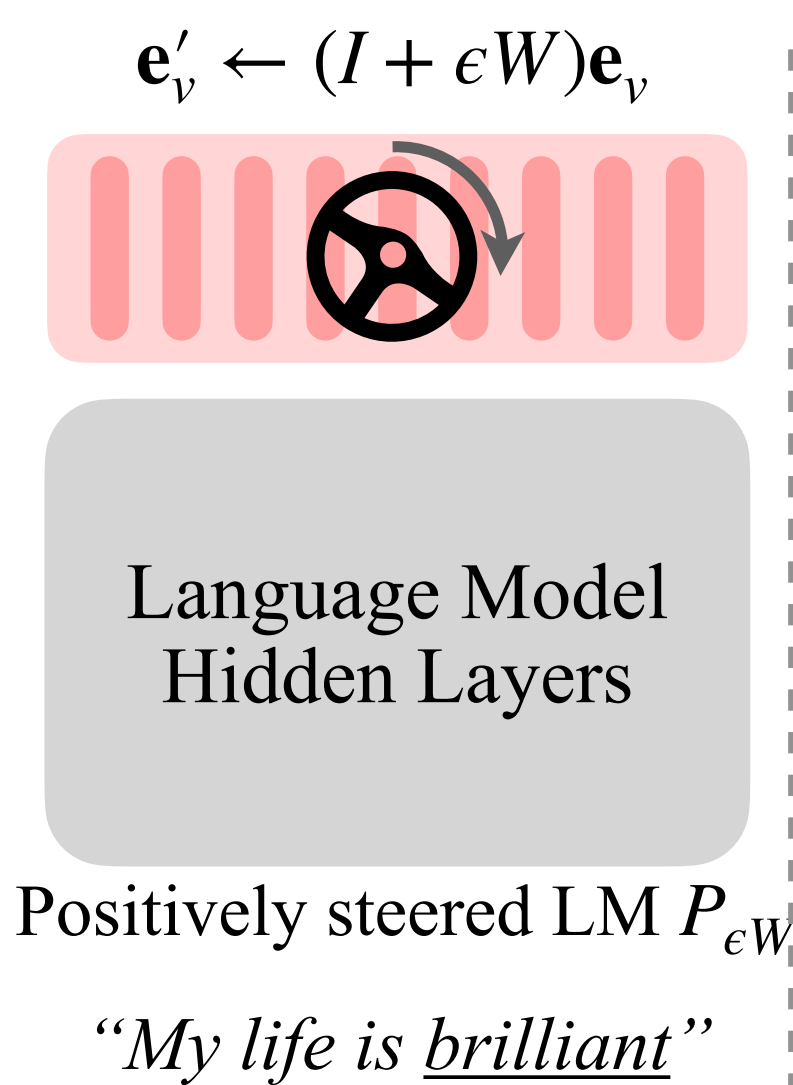 e′ᵥ ← (I + ϵW)eᵥ
Language Model
Hidden Layers
Positively steered LM P_ϵW
“My life is brilliant”